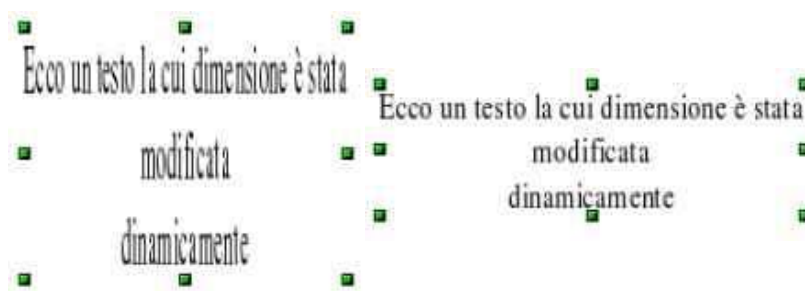 Ecco un testo la cui dimensione è stata
modificata
dinamicamente
Ecco un testo la cui dimensione è stata
modificata
dinamicamente